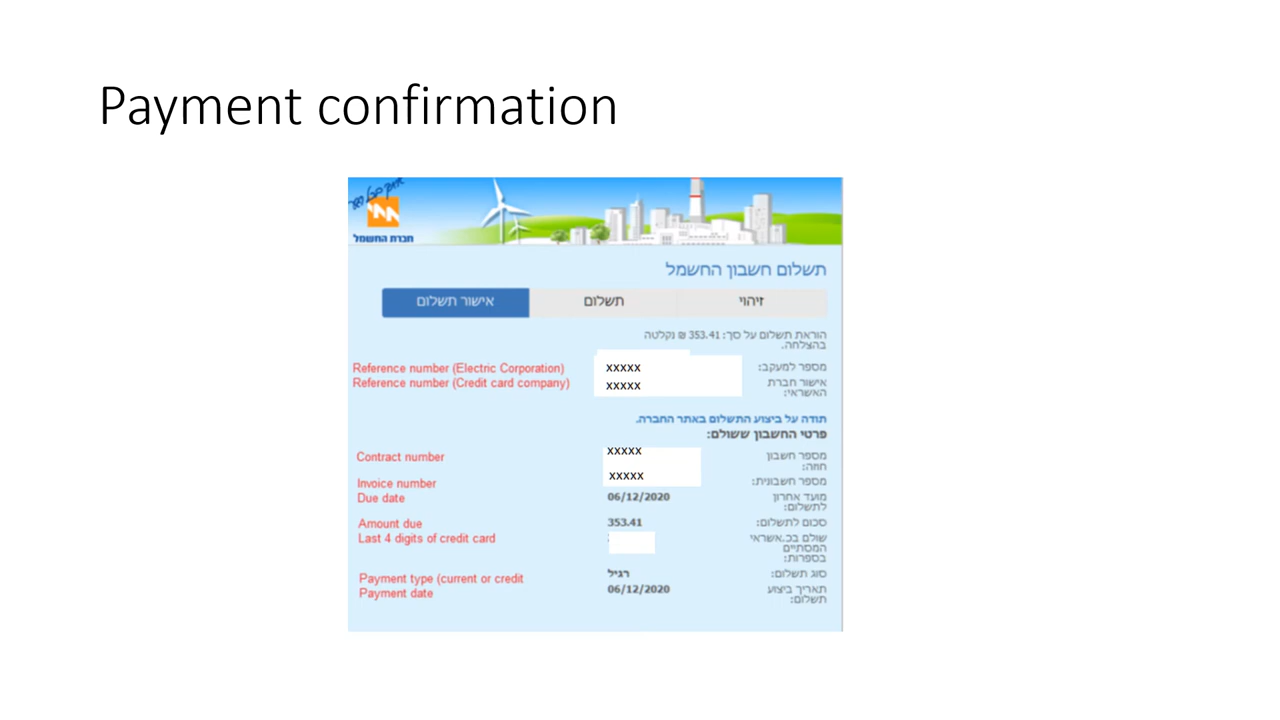 Payment confirmation
חברת החשמל
תשלום חשבון החשמל
זיהוי תשלום אישור תשלום
הוראת תשלום על סך: 353.41 ₪ נקלטה
בהצלחה.
מספר למעקב: xxxxx Reference number (Electric Corporation)
אישור חברת האשראי: xxxxx Reference number (Credit card company)
תודה על ביצוע התשלום באתר החברה.
פרטי החשבון ששולם:
מספר חשבון חוזה: xxxxx Contract number
מספר חשבונית: xxxxx Invoice number
מועד אחרון לתשלום: 06/12/2020 Due date
סכום לתשלום: 353.41 Amount due
שולם בכ.אשראי המסתיים בספרות: Last 4 digits of credit card
סוג תשלום: רגיל Payment type (current or credit
תאריך ביצוע תשלום: 06/12/2020 Payment date